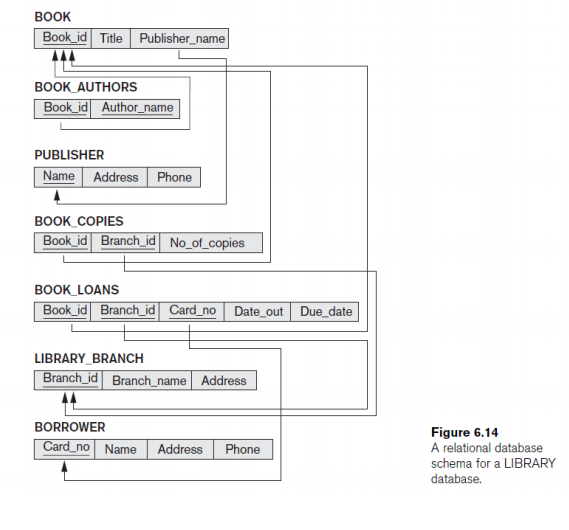 BOOK
Book_id Title Publisher_name
BOOK_AUTHORS
Book_id Author_name
PUBLISHER
Name Address Phone
BOOK_COPIES
Book_id Branch_id No_of_copies
BOOK_LOANS
Book_id Branch_id Card_no Date_out Due_date
LIBRARY_BRANCH
Branch_id Branch_name Address
BORROWER
Card_no Name Address Phone
Figure 6.14
A relational database
schema for a LIBRARY
database.